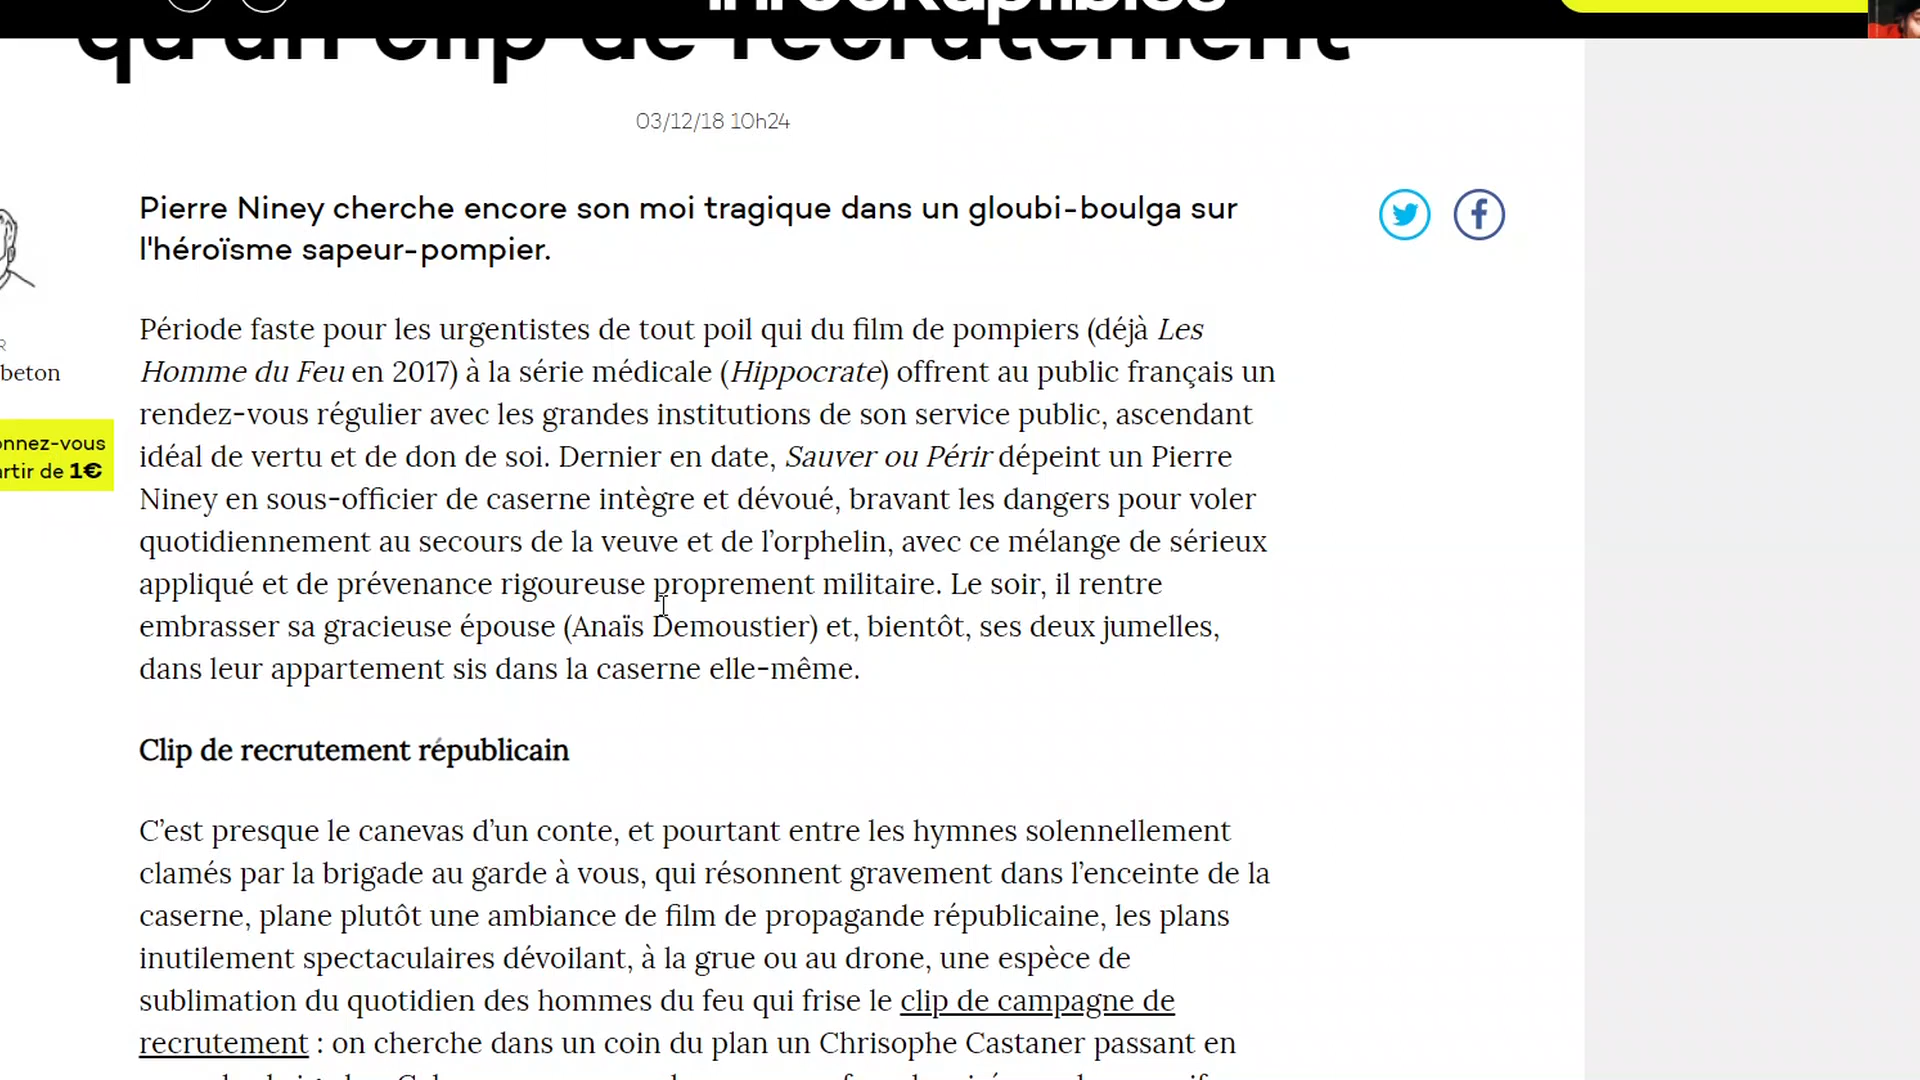 inrockuptibles
qu'un clip de recrutement
03/12/18 10h24
Pierre Niney cherche encore son moi tragique dans un gloubi-boulga sur
l'héroïsme sapeur-pompier.
Période faste pour les urgentistes de tout poil qui du film de pompiers (déjà Les
Homme du Feu en 2017) à la série médicale (Hippocrate) offrent au public français un
rendez-vous régulier avec les grandes institutions de son service public, ascendant
idéal de vertu et de don de soi. Dernier en date, Sauver ou Périr dépeint un Pierre
Niney en sous-officier de caserne intègre et dévoué, bravant les dangers pour voler
quotidiennement au secours de la veuve et de l’orphelin, avec ce mélange de sérieux
appliqué et de prévenance rigoureuse proprement militaire. Le soir, il rentre
embrasser sa gracieuse épouse (Anaïs Demoustier) et, bientôt, ses deux jumelles,
dans leur appartement sis dans la caserne elle-même.
R
beton
onnez-vous
artir de 1€
Clip de recrutement républicain
C’est presque le canevas d’un conte, et pourtant entre les hymnes solennellement
clamés par la brigade au garde à vous, qui résonnent gravement dans l’enceinte de la
caserne, plane plutôt une ambiance de film de propagande républicaine, les plans
inutilement spectaculaires dévoilant, à la grue ou au drone, une espèce de
sublimation du quotidien des hommes du feu qui frise le clip de campagne de
recrutement : on cherche dans un coin du plan un Chrisophe Castaner passant en